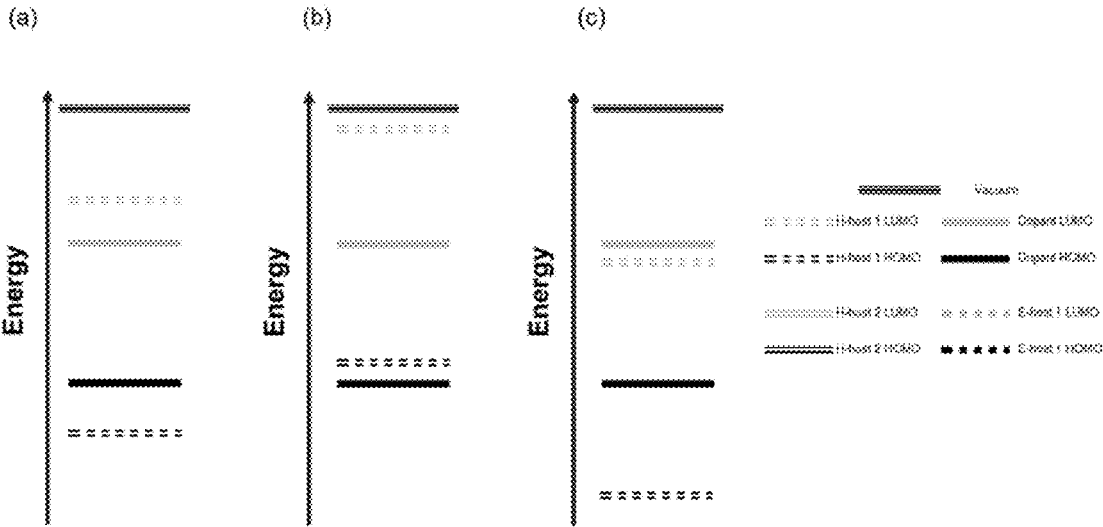 (a)
(b)
(c)
Energy
Energy
Energy
Vacuum
H-host 1 LUMO
Dopant LUMO
H-host 1 HOMO
Dopant HOMO
H-host 2 LUMO
E-host 1 LUMO
H-host 2 HOMO
E-host 1 HOMO